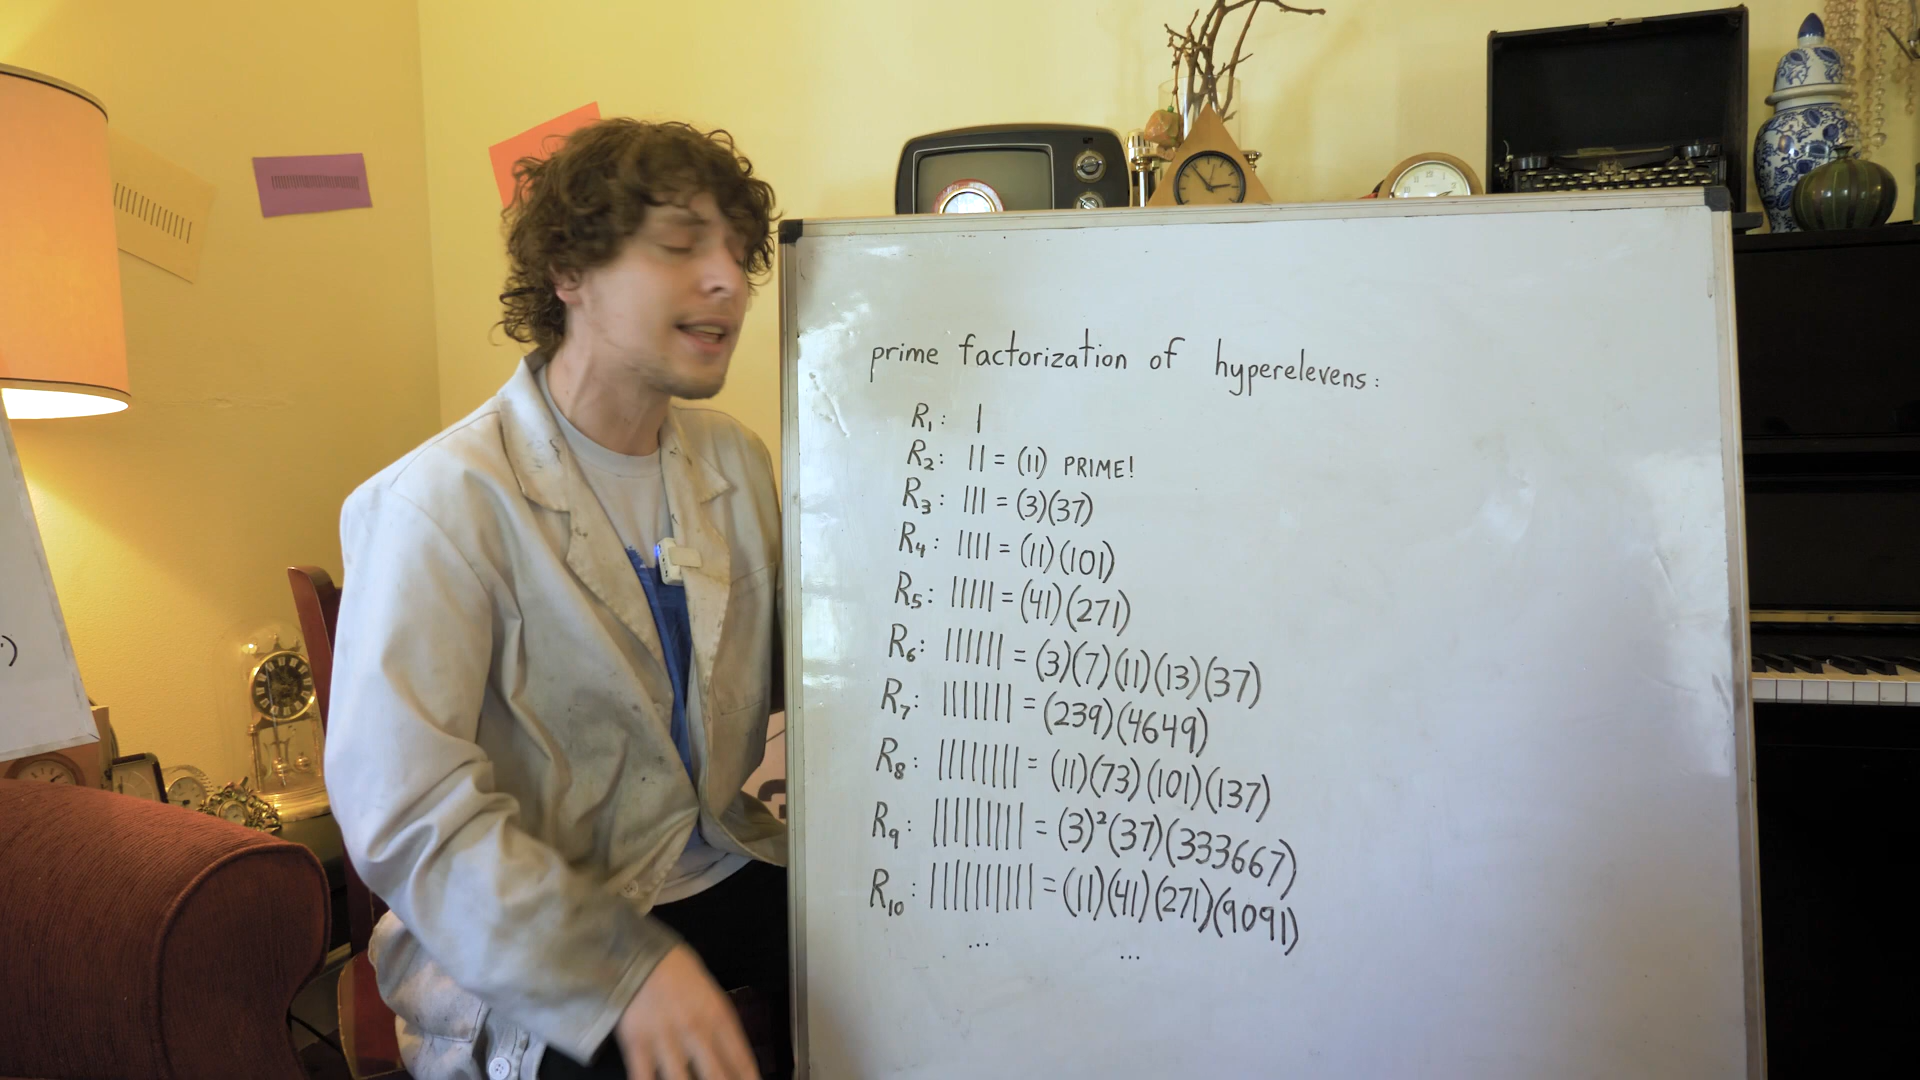 prime factorization of hyperelevens:
R₁: 1
R₂: 11 = (11) PRIME!
R₃: 111 = (3)(37)
R₄: 1111 = (11)(101)
R₅: 11111 = (41)(271)
R₆: 111111 = (3)(7)(11)(13)(37)
R₇: 1111111 = (239)(4649)
R₈: 11111111 = (11)(73)(101)(137)
R₉: 111111111 = (3)²(37)(333667)
R₁₀: 1111111111 = (11)(41)(271)(9091)
... ...